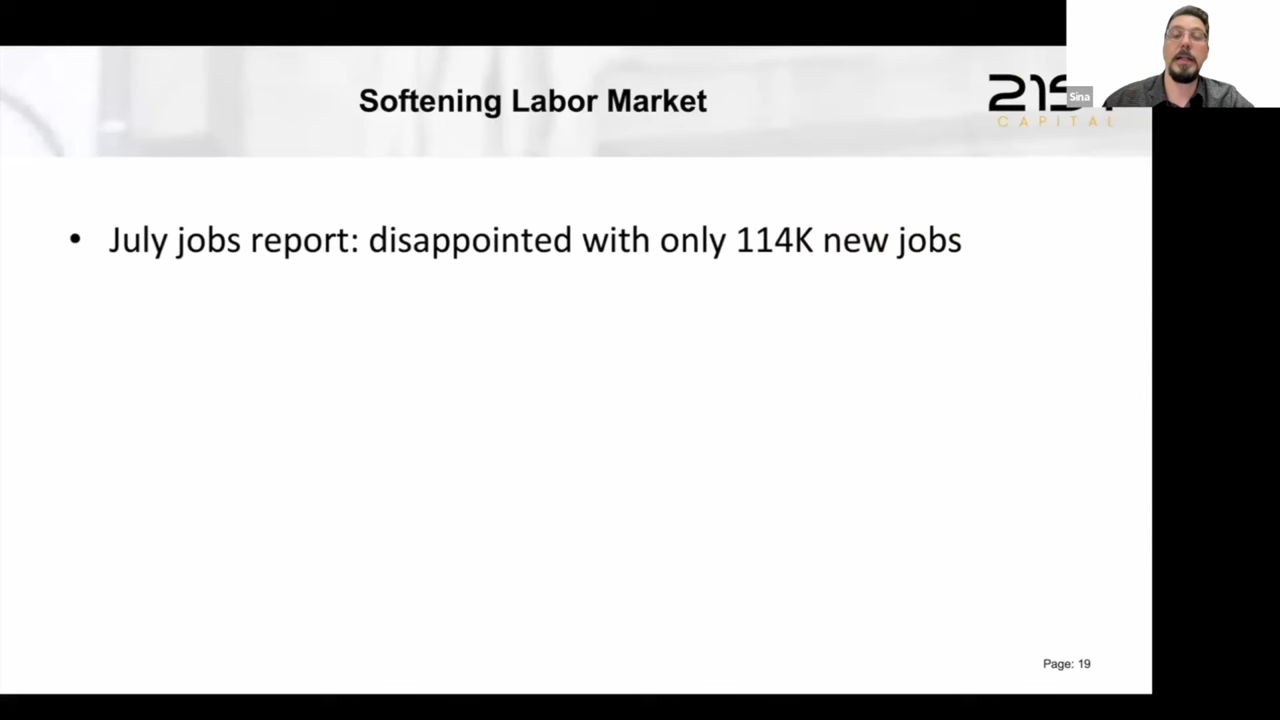 Softening Labor Market
Sina
CAPITAL
• July jobs report: disappointed with only 114K new jobs
Page: 19